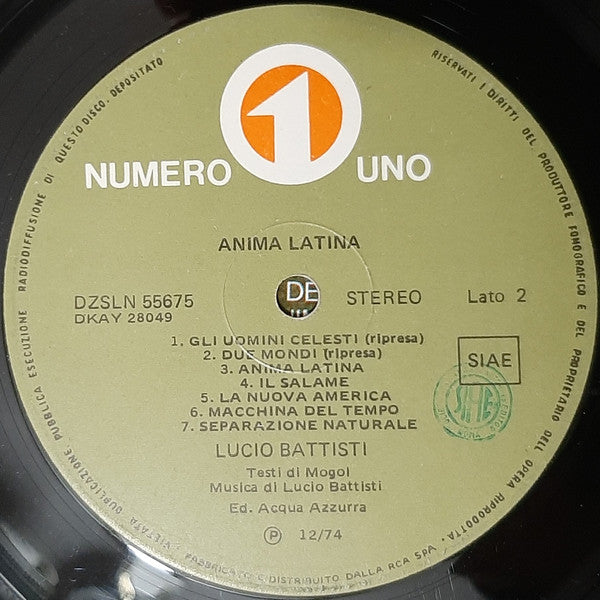 RISERVATI I DIRITTI DEL PRODUTTORE FONOGRAFICO E DEL PROPRIETARIO DELL'OPERA RIPRODOTTA.
VIETATA DUPLICAZIONE PUBBLICA ESECUZIONE RADIODIFFUSIONE DI QUESTO DISCO. DEPOSITATO
1
NUMERO UNO
ANIMA LATINA
DZSLN 55675
DKAY 28049
DE
STEREO
Lato 2
1. GLI UOMINI CELESTI (ripresa)
2. DUE MONDI (ripresa)
3. ANIMA LATINA
4. IL SALAME
5. LA NUOVA AMERICA
6. MACCHINA DEL TEMPO
7. SEPARAZIONE NATURALE
SIAE
LUCIO BATTISTI
Testi di Mogol
Musica di Lucio Battisti
Ed. Acqua Azzurra
Ⓟ 12/74
FABBRICATO E DISTRIBUITO DALLA RCA SPA.